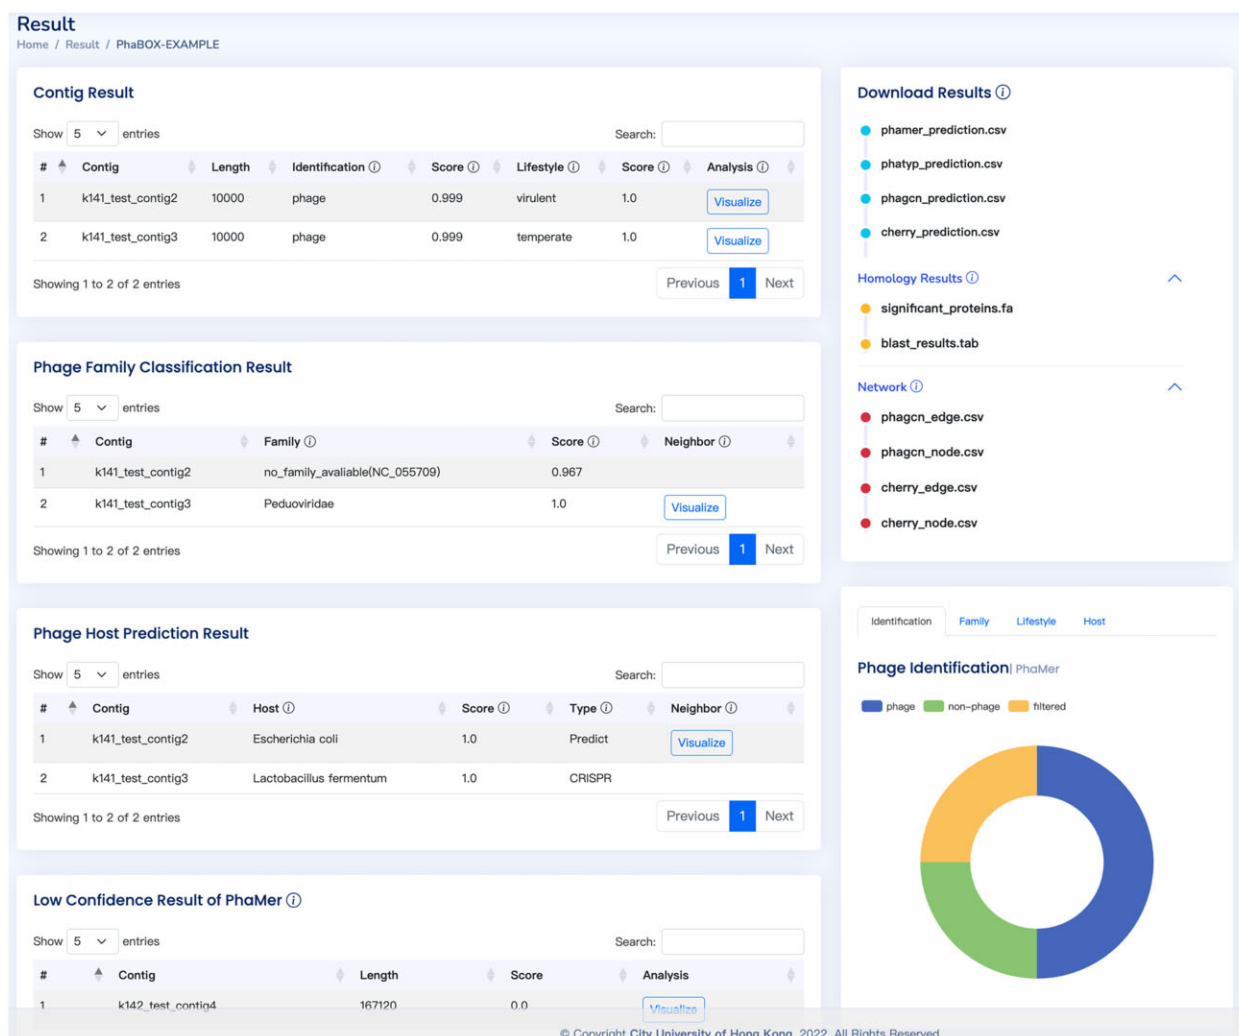 Result
Home / Result / PhaBOX-EXAMPLE
Contig Result
Show 5 entries Search:
# Contig Length Identification Score Lifestyle Score Analysis
1 k141_test_contig2 10000 phage 0.999 virulent 1.0 Visualize
2 k141_test_contig3 10000 phage 0.999 temperate 1.0 Visualize
Showing 1 to 2 of 2 entries Previous 1 Next
Phage Family Classification Result
Show 5 entries Search:
# Contig Family Score Neighbor
1 k141_test_contig2 no_family_avaliable(NC_055709) 0.967
2 k141_test_contig3 Peduoviridae 1.0 Visualize
Showing 1 to 2 of 2 entries Previous 1 Next
Phage Host Prediction Result
Show 5 entries Search:
# Contig Host Score Type Neighbor
1 k141_test_contig2 Escherichia coli 1.0 Predict Visualize
2 k141_test_contig3 Lactobacillus fermentum 1.0 CRISPR
Showing 1 to 2 of 2 entries Previous 1 Next
Low Confidence Result of PhaMer
Show 5 entries Search:
# Contig Length Score Analysis
1 k142_test_contig4 167120 0.0 Visualize
Download Results
phamer_prediction.csv
phatyp_prediction.csv
phagcn_prediction.csv
cherry_prediction.csv
Homology Results
significant_proteins.fa
blast_results.tab
Network
phagcn_edge.csv
phagcn_node.csv
cherry_edge.csv
cherry_node.csv
Identification Family Lifestyle Host
Phage Identification| PhaMer
phage non-phage filtered
© Copyright City University of Hong Kong, 2022. All Rights Reserved